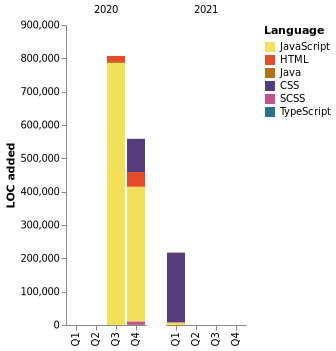 2020 2021
Language
JavaScript
HTML
Java
CSS
SCSS
TypeScript
LOC added
900,000
800,000
700,000
600,000
500,000
400,000
300,000
200,000
100,000
0
Q1 Q2 Q3 Q4 Q1 Q2 Q3 Q4